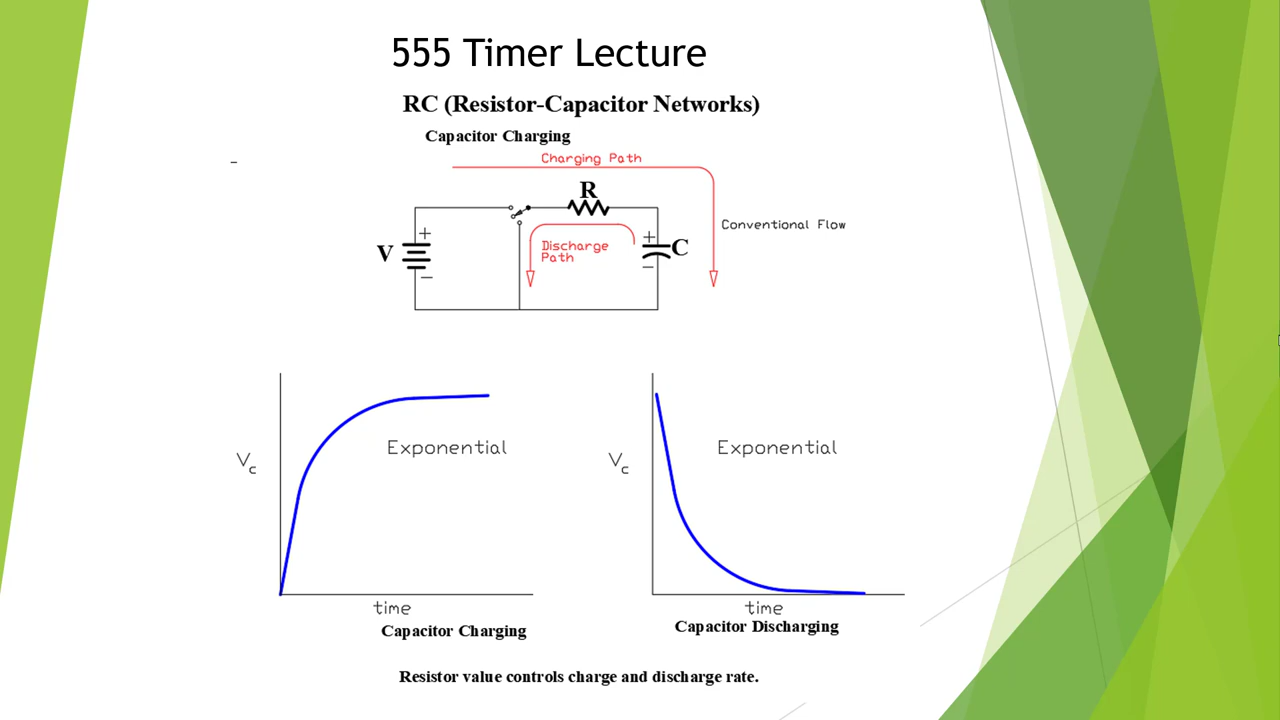 555 Timer Lecture
RC (Resistor-Capacitor Networks)
Capacitor Charging
Charging Path
R
Conventional Flow
V
+
−
Discharge
Path
+
−
C
Vc
Exponential
time
Capacitor Charging
Vc
Exponential
time
Capacitor Discharging
Resistor value controls charge and discharge rate.